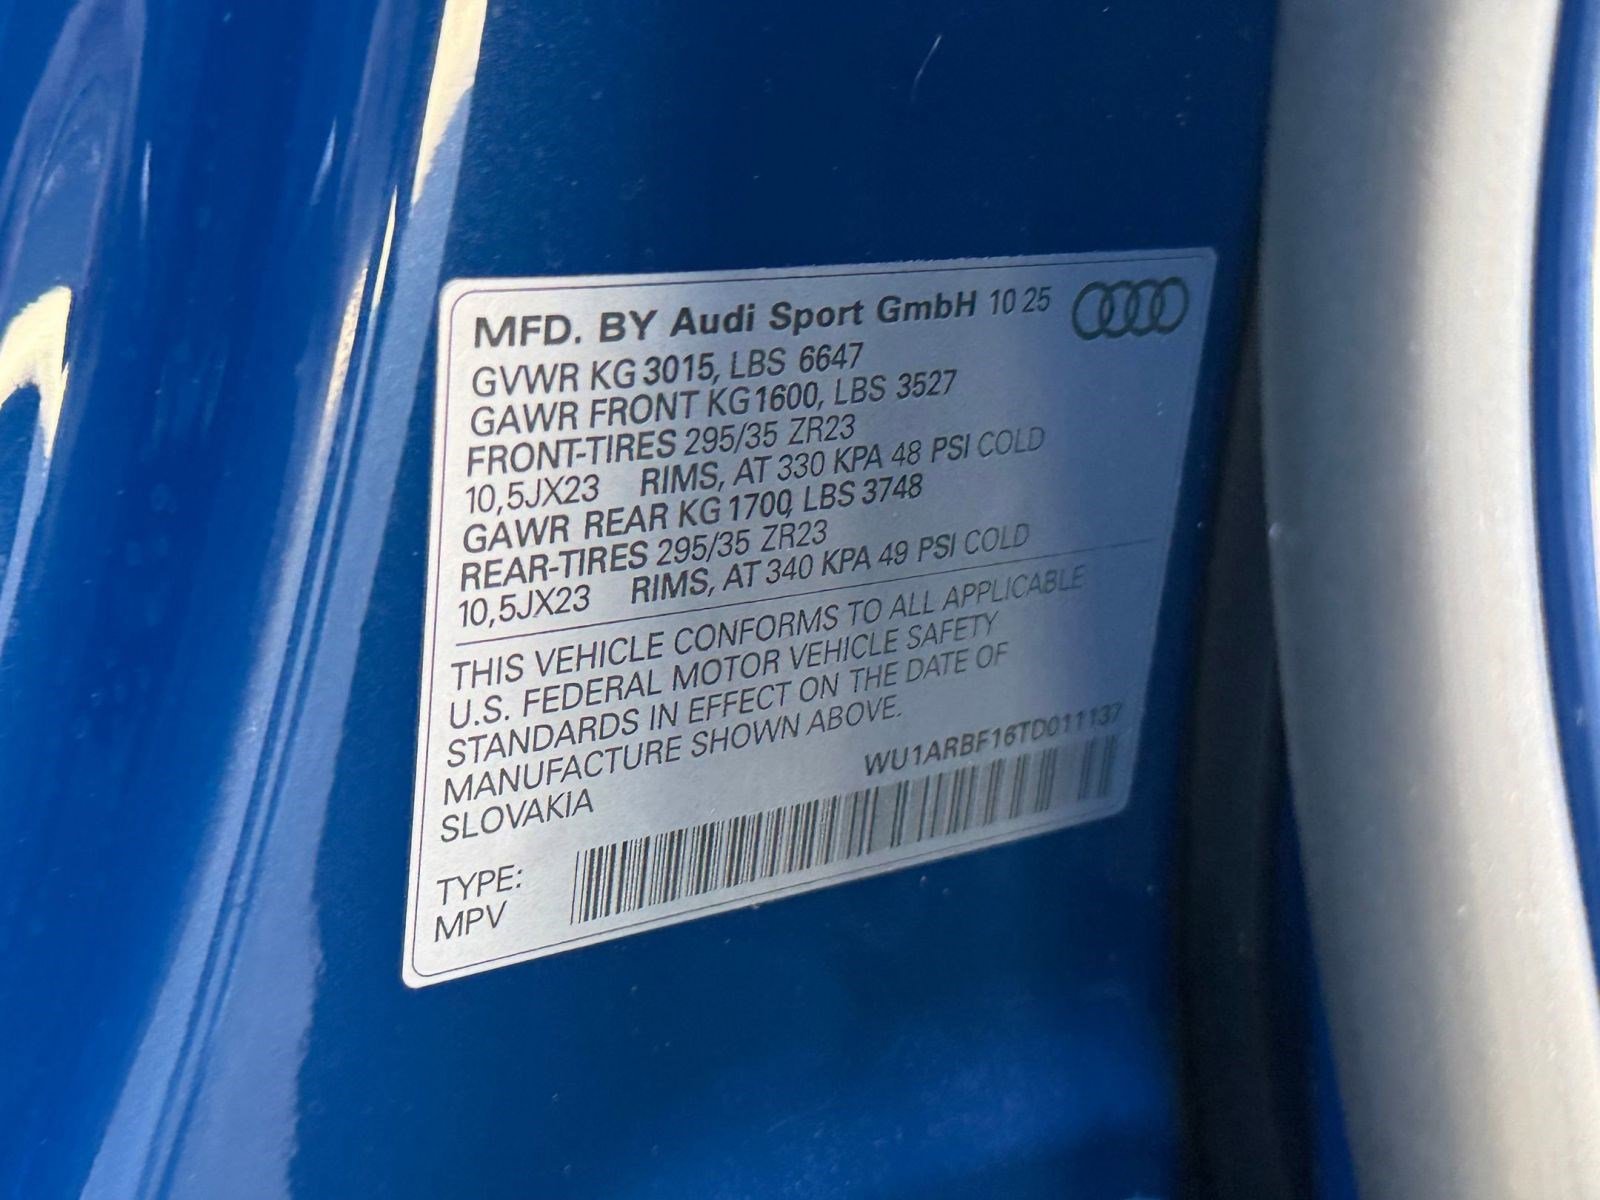 MFD. BY Audi Sport GmbH 10 25
GVWR KG 3015, LBS 6647
GAWR FRONT KG 1600, LBS 3527
FRONT-TIRES 295/35 ZR23
10,5JX23 RIMS, AT 330 KPA 48 PSI COLD
GAWR REAR KG 1700, LBS 3748
REAR-TIRES 295/35 ZR23
10,5JX23 RIMS, AT 340 KPA 49 PSI COLD
THIS VEHICLE CONFORMS TO ALL APPLICABLE
U.S. FEDERAL MOTOR VEHICLE SAFETY
STANDARDS IN EFFECT ON THE DATE OF
MANUFACTURE SHOWN ABOVE.
WU1ARBF16TD011137
SLOVAKIA
TYPE:
MPV